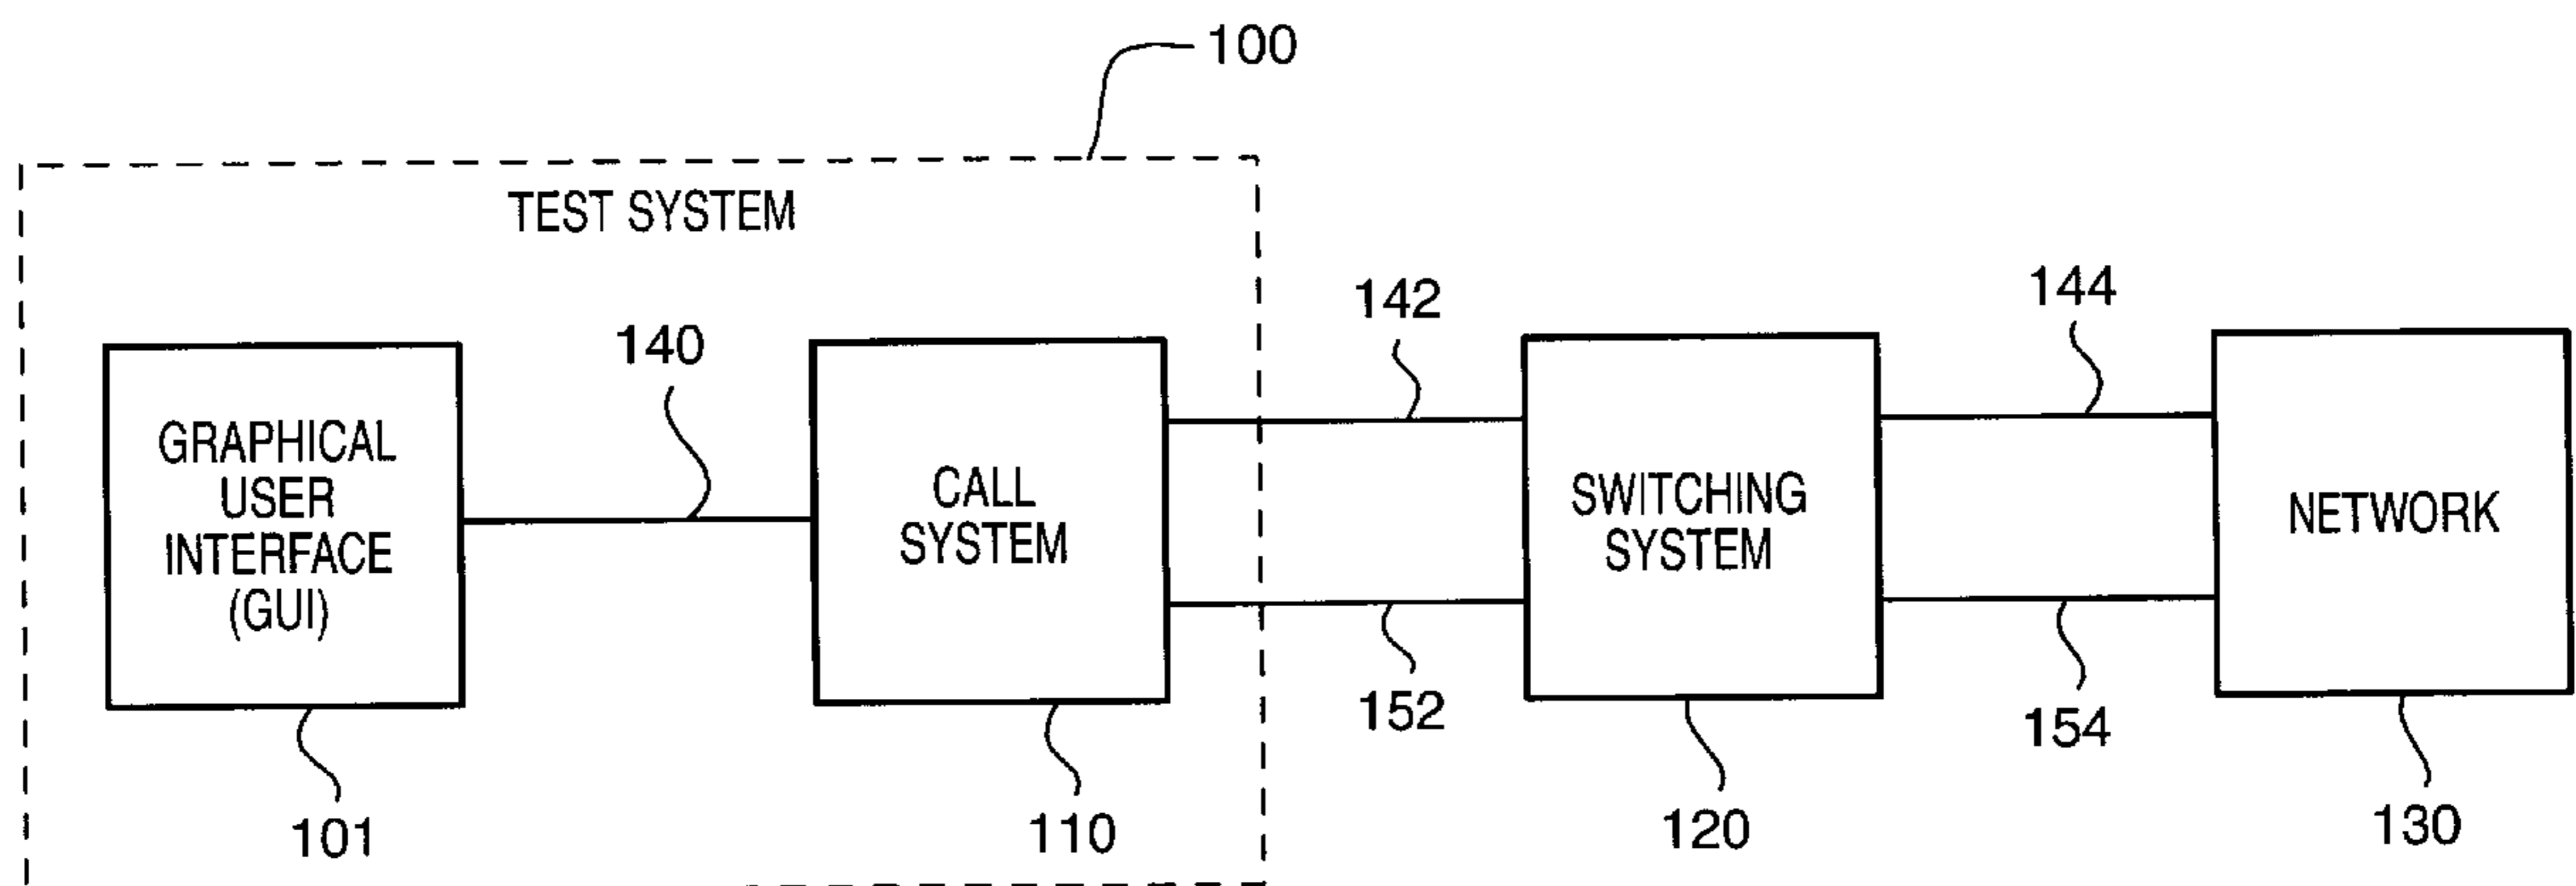 100
TEST SYSTEM
142
144
140
GRAPHICAL
USER
INTERFACE
(GUI)
CALL
SYSTEM
SWITCHING
SYSTEM
NETWORK
152
154
101
110
120
130